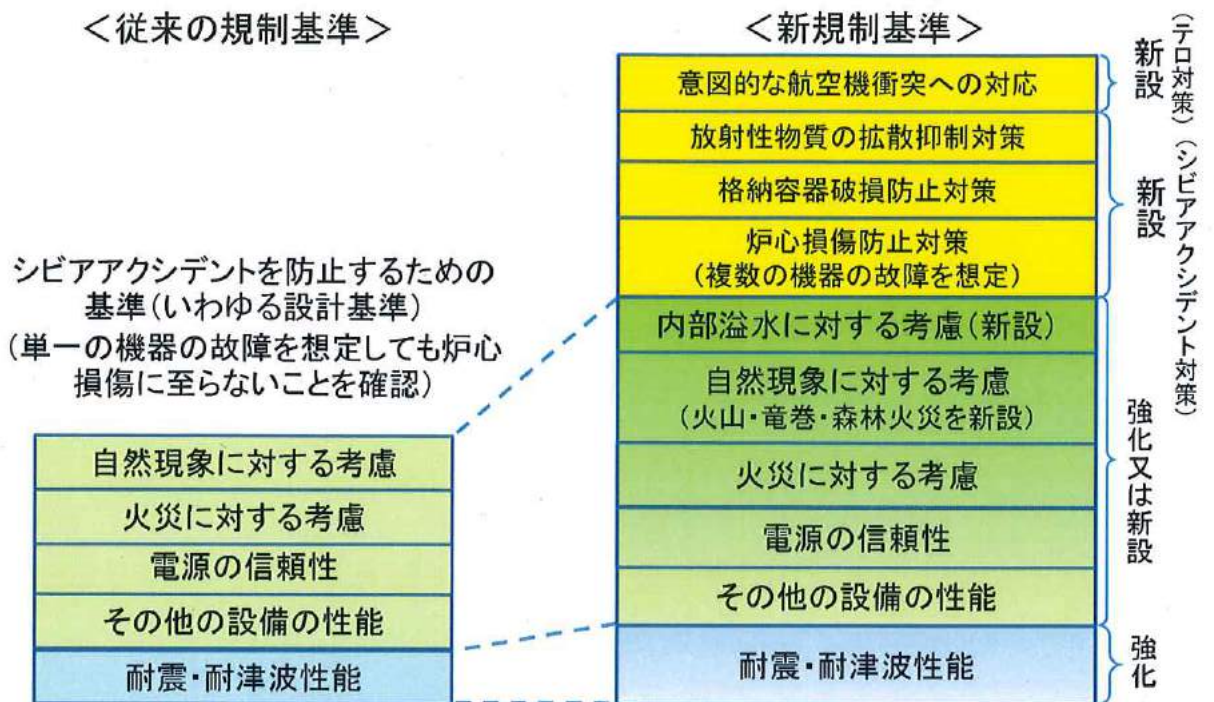 ＜従来の規制基準＞
シビアアクシデントを防止するための
基準(いわゆる設計基準)
(単一の機器の故障を想定しても炉心
損傷に至らないことを確認)
自然現象に対する考慮
火災に対する考慮
電源の信頼性
その他の設備の性能
耐震・耐津波性能
＜新規制基準＞
意図的な航空機衝突への対応
放射性物質の拡散抑制対策
格納容器破損防止対策
炉心損傷防止対策
(複数の機器の故障を想定)
内部溢水に対する考慮(新設)
自然現象に対する考慮
(火山・竜巻・森林火災を新設)
火災に対する考慮
電源の信頼性
その他の設備の性能
耐震・耐津波性能
新設
(テロ対策)
新設
(シビアアクシデント対策)
強化又は新設
強化